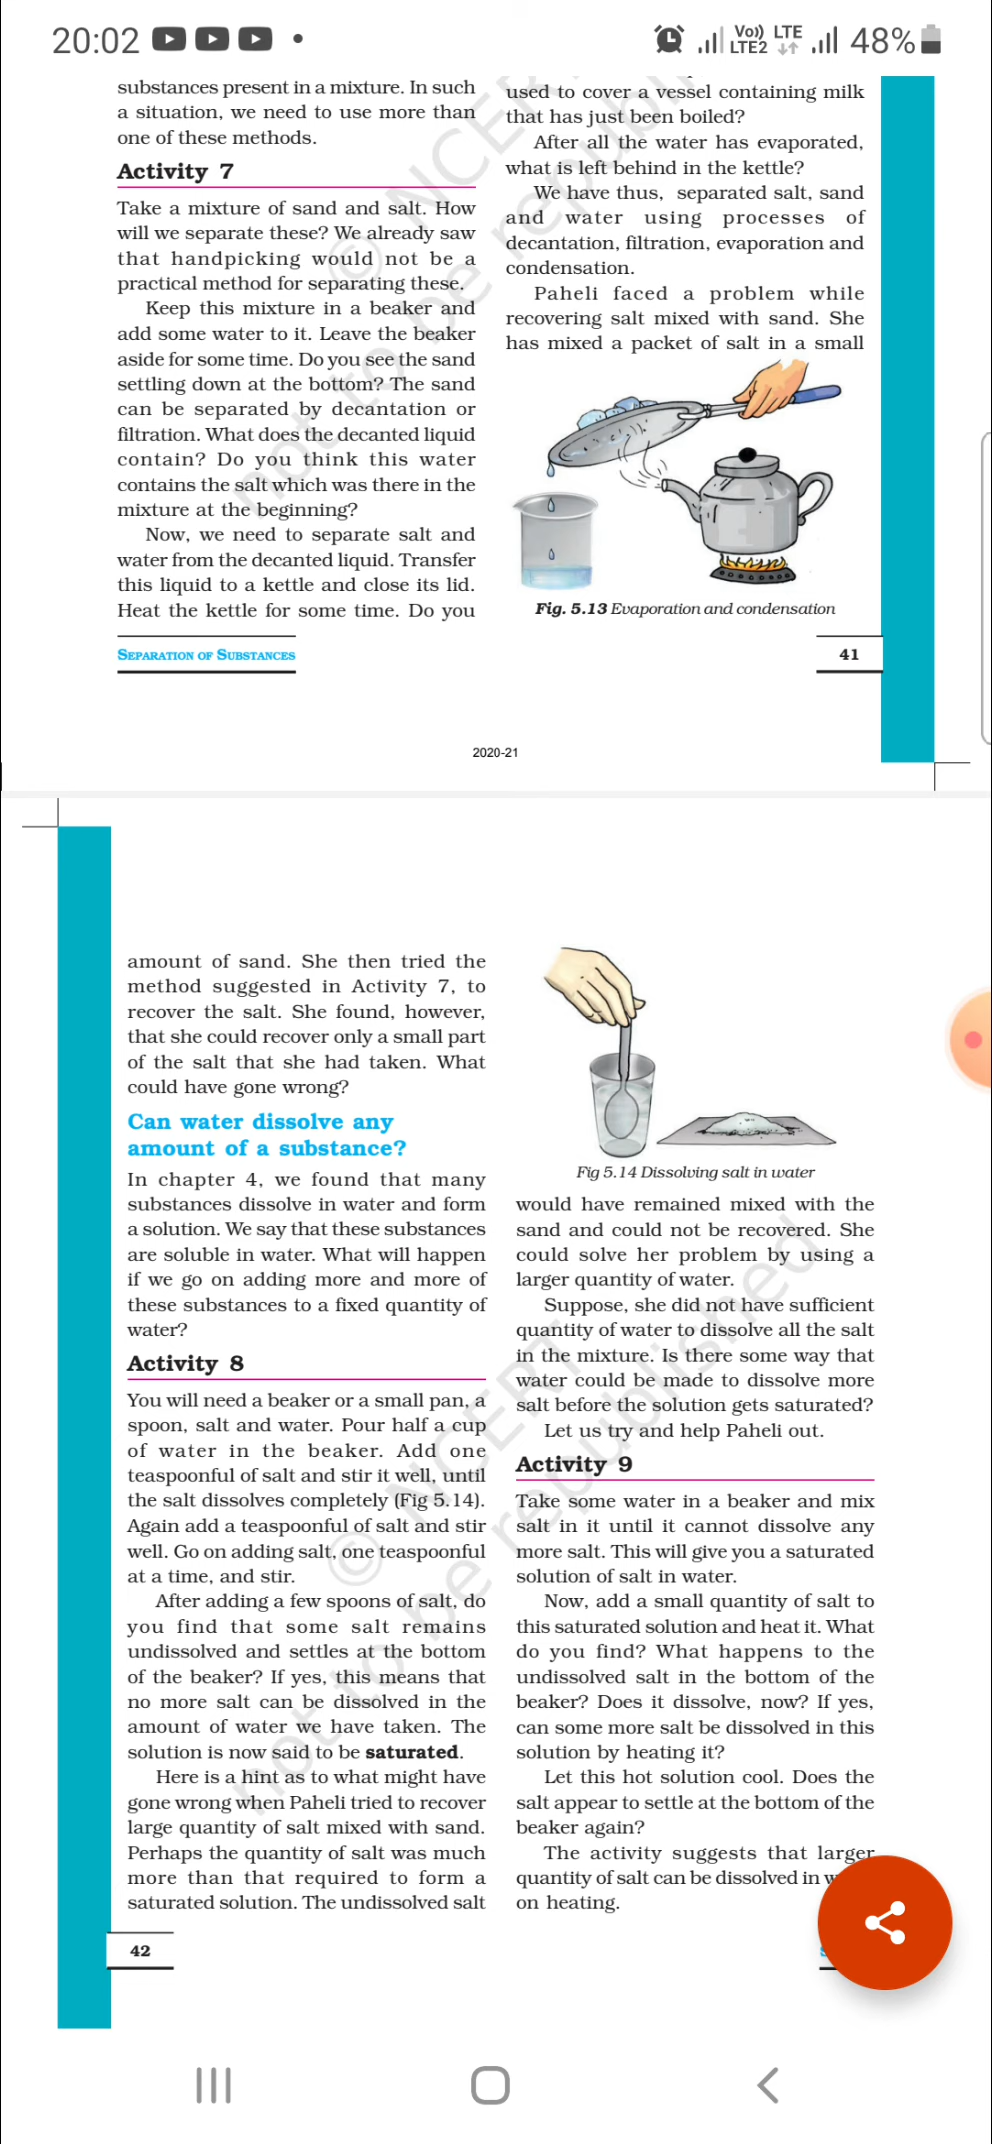 20:02
Vo)) LTE
LTE2
48%
substances present in a mixture. In such
a situation, we need to use more than
one of these methods.
Activity 7
Take a mixture of sand and salt. How
will we separate these? We already saw
that handpicking would not be a
practical method for separating these.
Keep this mixture in a beaker and
add some water to it. Leave the beaker
aside for some time. Do you see the sand
settling down at the bottom? The sand
can be separated by decantation or
filtration. What does the decanted liquid
contain? Do you think this water
contains the salt which was there in the
mixture at the beginning?
Now, we need to separate salt and
water from the decanted liquid. Transfer
this liquid to a kettle and close its lid.
Heat the kettle for some time. Do you
used to cover a vessel containing milk
that has just been boiled?
After all the water has evaporated,
what is left behind in the kettle?
We have thus, separated salt, sand
and water using processes of
decantation, filtration, evaporation and
condensation.
Paheli faced a problem while
recovering salt mixed with sand. She
has mixed a packet of salt in a small
Fig. 5.13 Evaporation and condensation
SEPARATION OF SUBSTANCES
41
2020-21
© NCERT
not to be republi
amount of sand. She then tried the
method suggested in Activity 7, to
recover the salt. She found, however,
that she could recover only a small part
of the salt that she had taken. What
could have gone wrong?
Can water dissolve any
amount of a substance?
In chapter 4, we found that many
substances dissolve in water and form
a solution. We say that these substances
are soluble in water. What will happen
if we go on adding more and more of
these substances to a fixed quantity of
water?
Activity 8
You will need a beaker or a small pan, a
spoon, salt and water. Pour half a cup
of water in the beaker. Add one
teaspoonful of salt and stir it well, until
the salt dissolves completely (Fig 5.14).
Again add a teaspoonful of salt and stir
well. Go on adding salt, one teaspoonful
at a time, and stir.
After adding a few spoons of salt, do
you find that some salt remains
undissolved and settles at the bottom
of the beaker? If yes, this means that
no more salt can be dissolved in the
amount of water we have taken. The
solution is now said to be saturated.
Here is a hint as to what might have
gone wrong when Paheli tried to recover
large quantity of salt mixed with sand.
Perhaps the quantity of salt was much
more than that required to form a
saturated solution. The undissolved salt
Fig 5.14 Dissolving salt in water
would have remained mixed with the
sand and could not be recovered. She
could solve her problem by using a
larger quantity of water.
Suppose, she did not have sufficient
quantity of water to dissolve all the salt
in the mixture. Is there some way that
water could be made to dissolve more
salt before the solution gets saturated?
Let us try and help Paheli out.
Activity 9
Take some water in a beaker and mix
salt in it until it cannot dissolve any
more salt. This will give you a saturated
solution of salt in water.
Now, add a small quantity of salt to
this saturated solution and heat it. What
do you find? What happens to the
undissolved salt in the bottom of the
beaker? Does it dissolve, now? If yes,
can some more salt be dissolved in this
solution by heating it?
Let this hot solution cool. Does the
salt appear to settle at the bottom of the
beaker again?
The activity suggests that larger
quantity of salt can be dissolved in w
on heating.
42
© NCERT
not to be republished